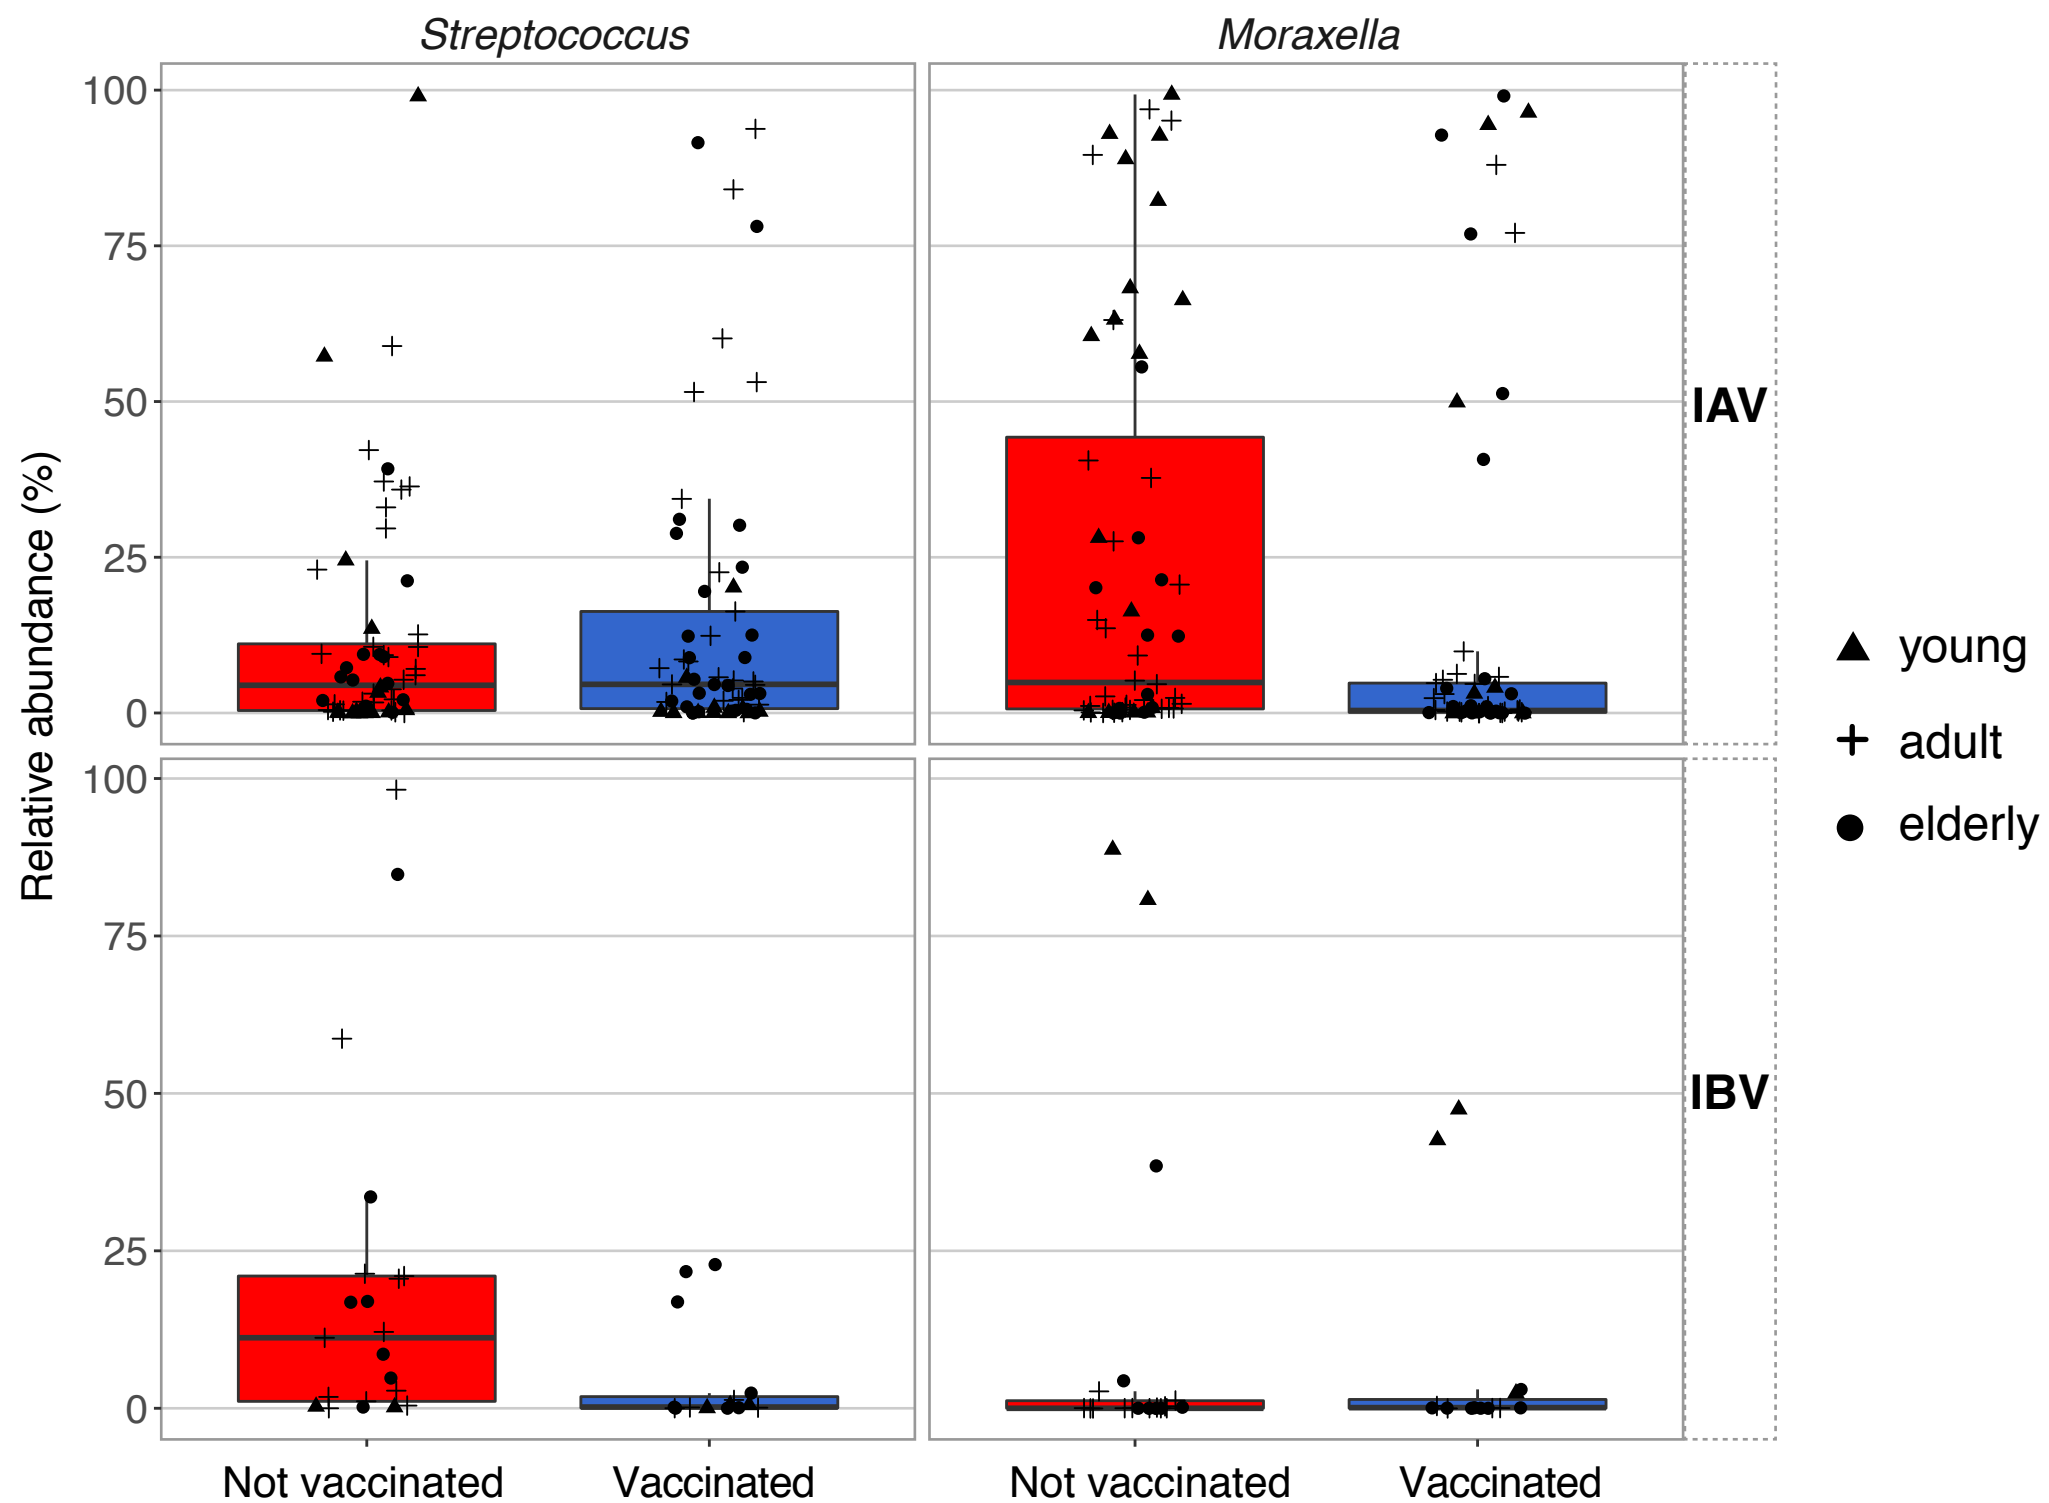 Streptococcus
Moraxella
Relative abundance (%)
100
75
50
25
0
IAV
100
75
50
25
0
IBV
Not vaccinated
Vaccinated
Not vaccinated
Vaccinated
young
adult
elderly